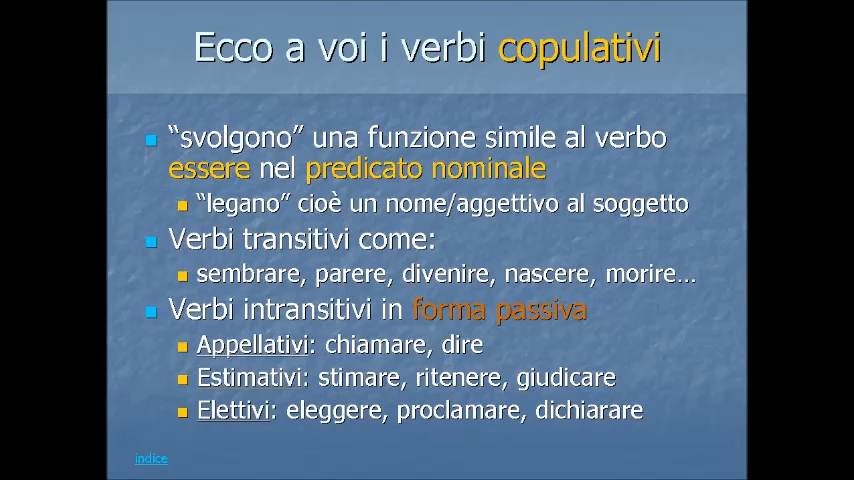 Ecco a voi i verbi copulativi
“svolgono” una funzione simile al verbo
essere nel predicato nominale
“legano” cioè un nome/aggettivo al soggetto
Verbi transitivi come:
sembrare, parere, divenire, nascere, morire…
Verbi intransitivi in forma passiva
Appellativi: chiamare, dire
Estimativi: stimare, ritenere, giudicare
Elettivi: eleggere, proclamare, dichiarare
indice